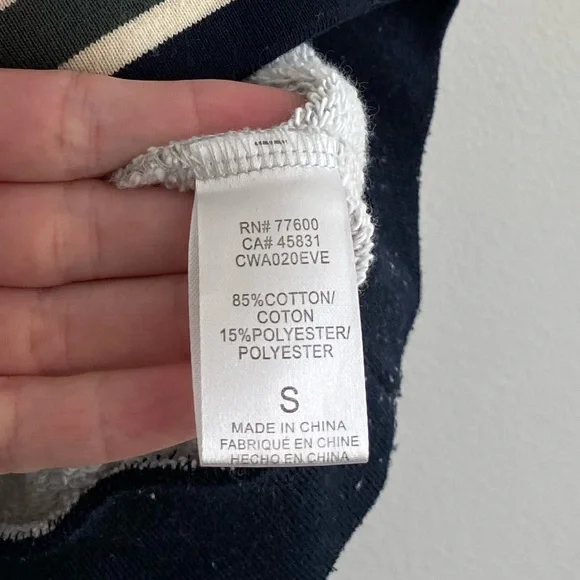 RN# 77600
CA# 45831
CWA020EVE
85%COTTON/
COTON
15%POLYESTER/
POLYESTER
S
MADE IN CHINA
FABRIQUÉ EN CHINE
HECHO EN CHINA